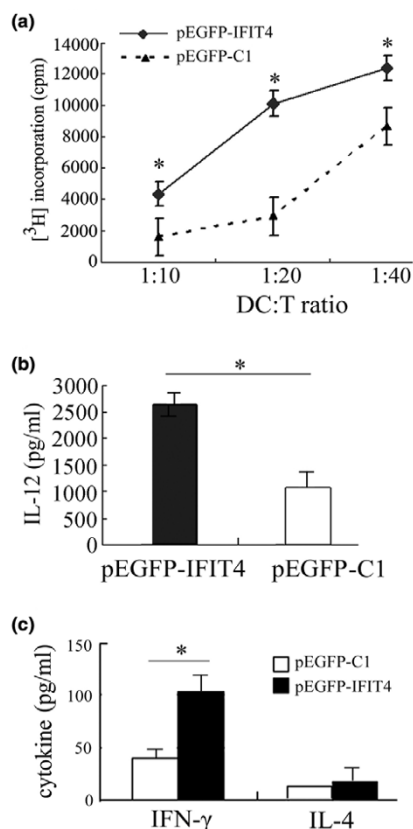 (a)
pEGFP-IFIT4
pEGFP-C1
14000
12000
10000
8000
6000
4000
2000
0
[³H] incorporation (cpm)
*
*
*
1:10 1:20 1:40
DC:T ratio
(b)
*
3000
2500
2000
1500
1000
500
0
IL-12 (pg/ml)
pEGFP-IFIT4 pEGFP-C1
(c)
150
100
50
0
cytokine (pg/ml)
*
pEGFP-C1
pEGFP-IFIT4
IFN-γ IL-4